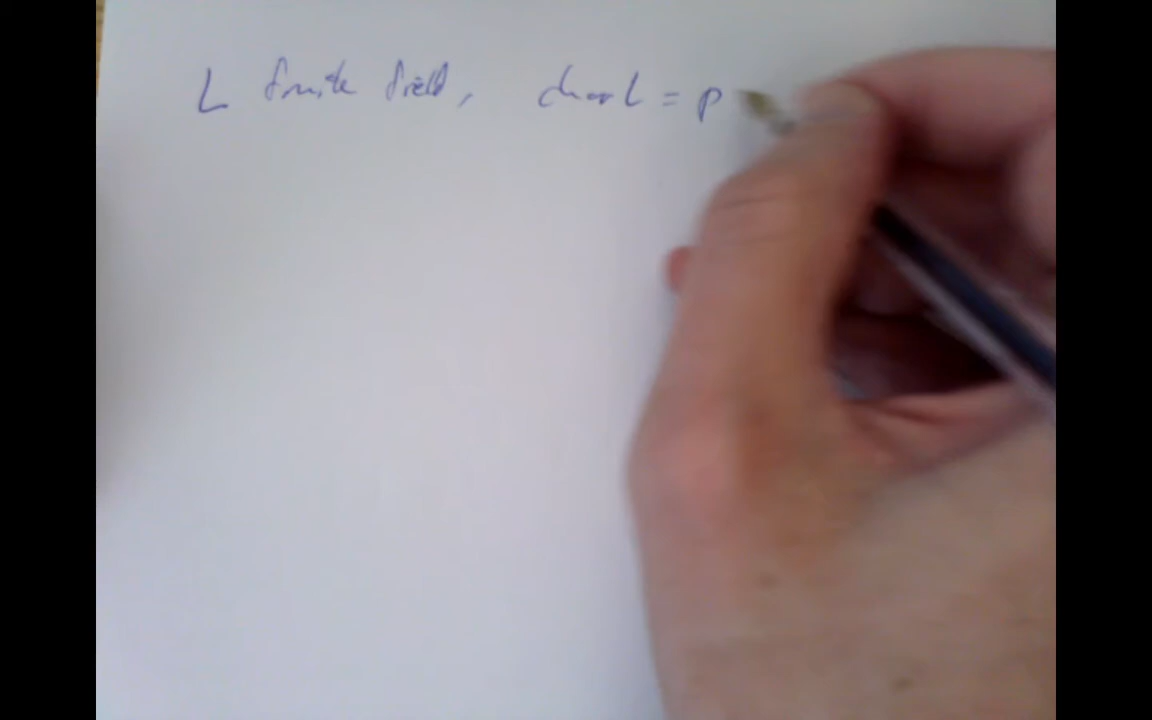 L finite field, char L = p